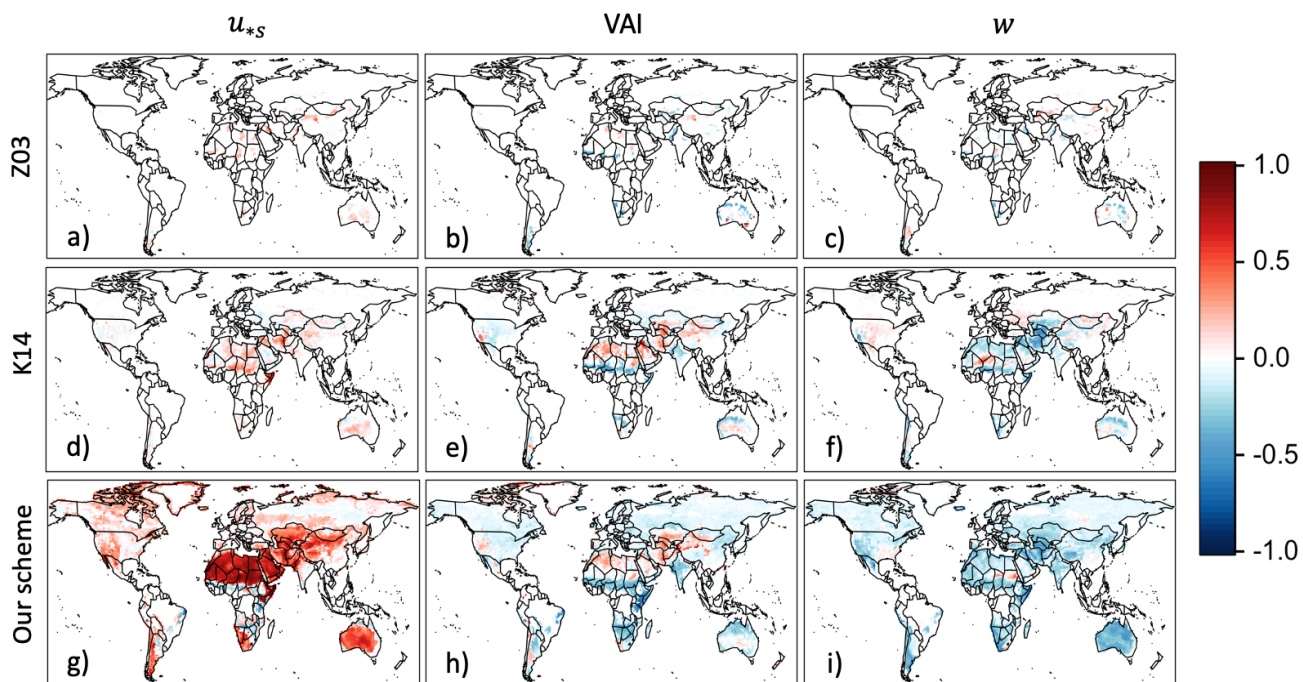 u*s VAI w
Z03 a) b) c) 1.0
K14 d) e) f) 0.5
0.0
-0.5
Our scheme g) h) i) -1.0